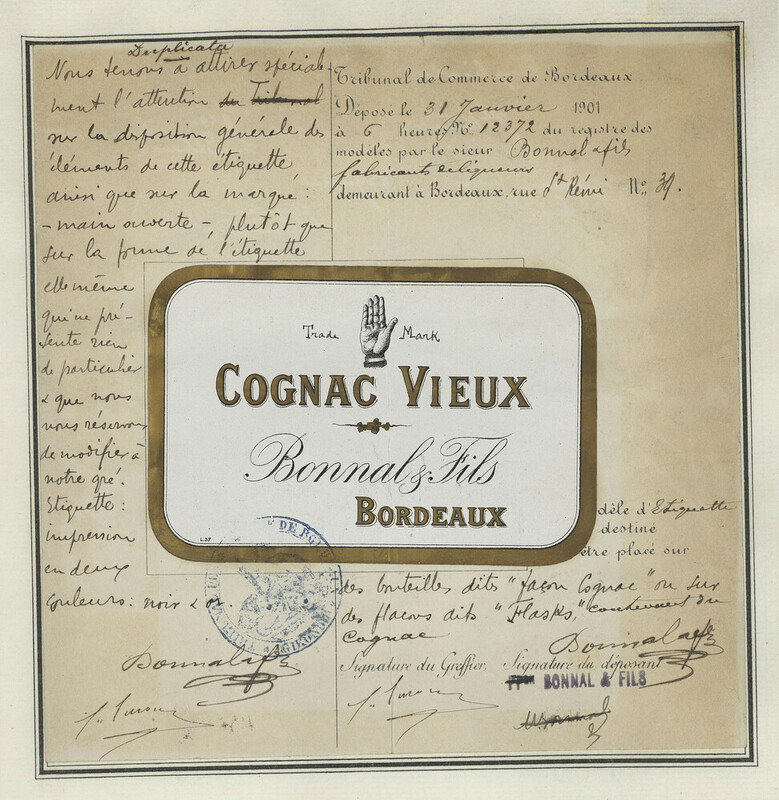 Duplicata
Nous tenons à attirer spécial
ment l'attention du Tribunal
sur la disposition générale des
éléments de cette étiquette
ainsi que sur la marque :
- main ouverte -, plutôt que
sur la forme de l'étiquette
elle même
qui ne pré-
sente rien
de particulier
& que nous
nous réservons
de modifier à
notre gré.
Etiquette :
impression
en deux
couleurs : noir & or.
Bonnal & fils
Tribunal de Commerce de Bordeaux.
Déposé le 31 Janvier 1901
à 6 heures N° 12372 du registre des
modèles par le sieur Bonnal & fils
fabricants de liqueurs
demeurant à Bordeaux, rue St Rémi N° 39.
Trade Mark
COGNAC VIEUX
Bonnal & Fils
BORDEAUX
L.37
dèle d'Etiquette
destiné
être placé sur
des bouteilles dites "façon Cognac" ou sur
des flacons dits "Flasks," contenant du
Cognac
Bonnal & fils
Signature du Greffier. Signature du déposant
BONNAL & FILS